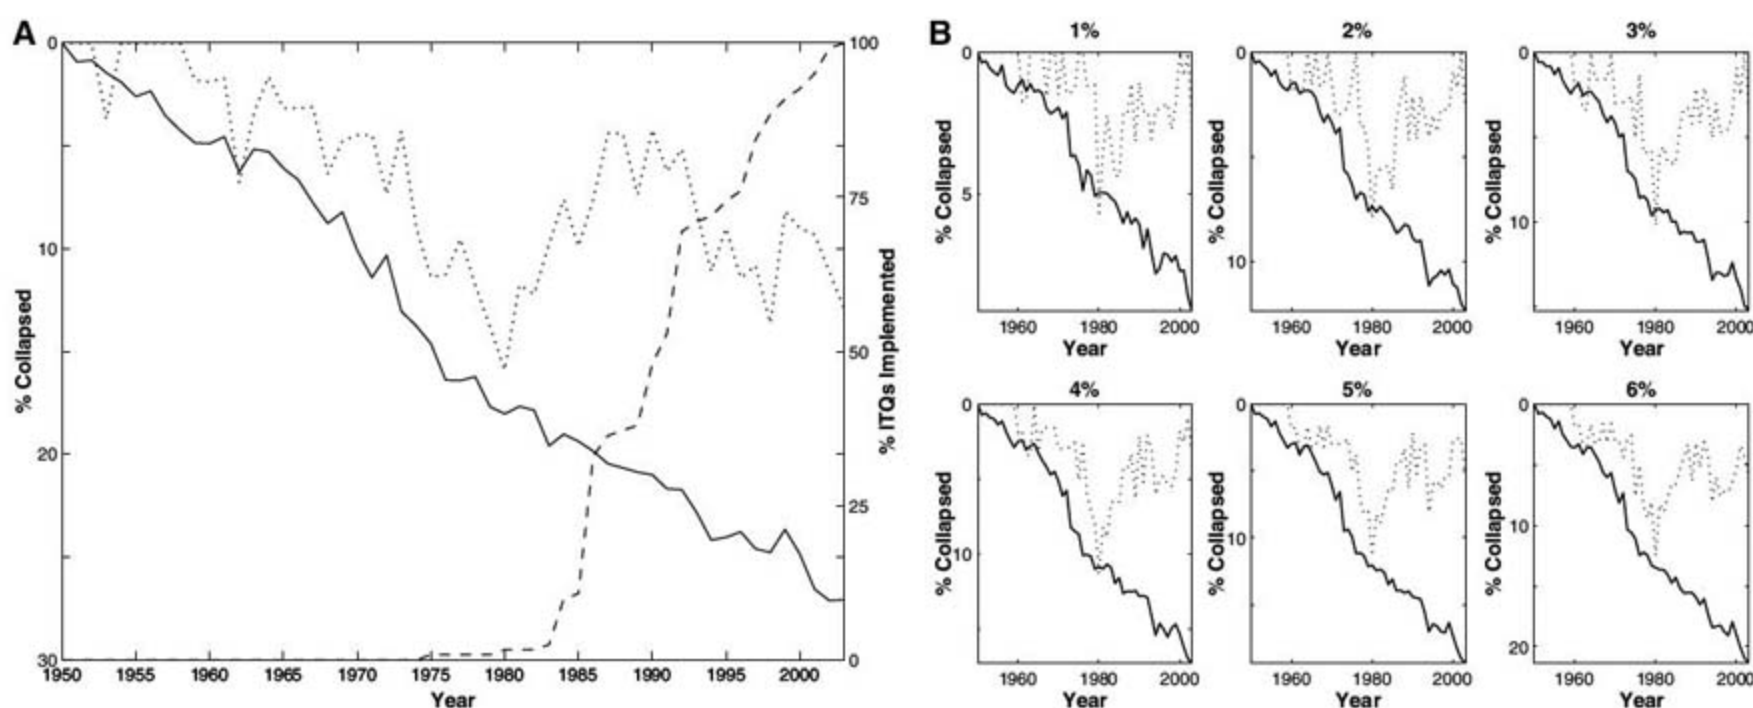 A
0
10
20
30
% Collapsed
100
75
50
25
0
% ITQs Implemented
1950 1955 1960 1965 1970 1975 1980 1985 1990 1995 2000
Year
B
1%
0
5
% Collapsed
1960 1980 2000
Year
2%
0
10
% Collapsed
1960 1980 2000
Year
3%
0
10
% Collapsed
1960 1980 2000
Year
4%
0
10
% Collapsed
1960 1980 2000
Year
5%
0
10
% Collapsed
1960 1980 2000
Year
6%
0
10
20
% Collapsed
1960 1980 2000
Year